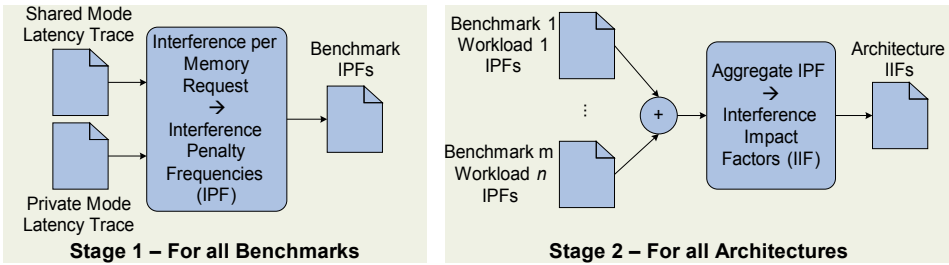 Shared Mode
Latency Trace
Interference per
Memory
Request
→
Interference
Penalty
Frequencies
(IPF)
Private Mode
Latency Trace
Benchmark
IPFs
Stage 1 – For all Benchmarks
Benchmark 1
Workload 1
IPFs
...
Benchmark m
Workload n
IPFs
+
Aggregate IPF
→
Interference
Impact
Factors (IIF)
Architecture
IIFs
Stage 2 – For all Architectures